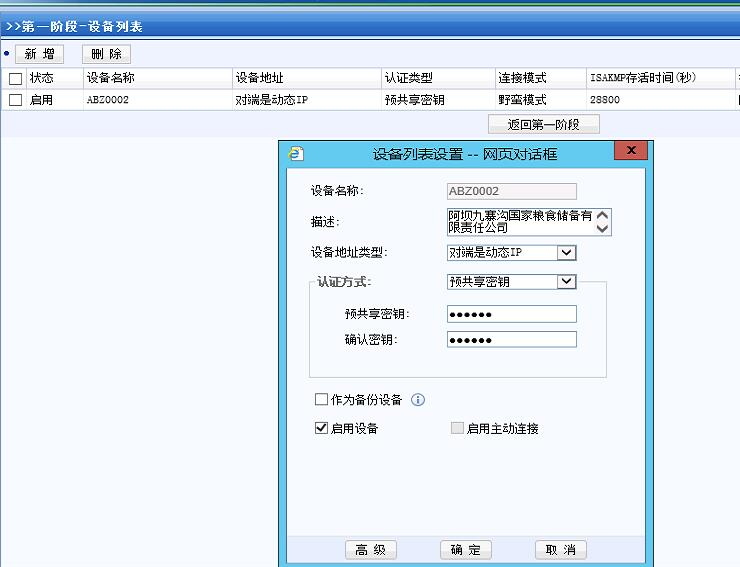 >>第一阶段-设备列表
新 增 删 除
状态 设备名称 设备地址 认证类型 连接模式 ISAKMP存活时间(秒)
启用 ABZ0002 对端是动态IP 预共享密钥 野蛮模式 28800
返回第一阶段
设备列表设置 -- 网页对话框 x
设备名称: ABZ0002
描述: 阿坝九寨沟国家粮食储备有
限责任公司
设备地址类型: 对端是动态IP
认证方式: 预共享密钥
预共享密钥: ●●●●●●
确认密钥: ●●●●●●
作为备份设备
启用设备 启用主动连接
高 级 确 定 取 消